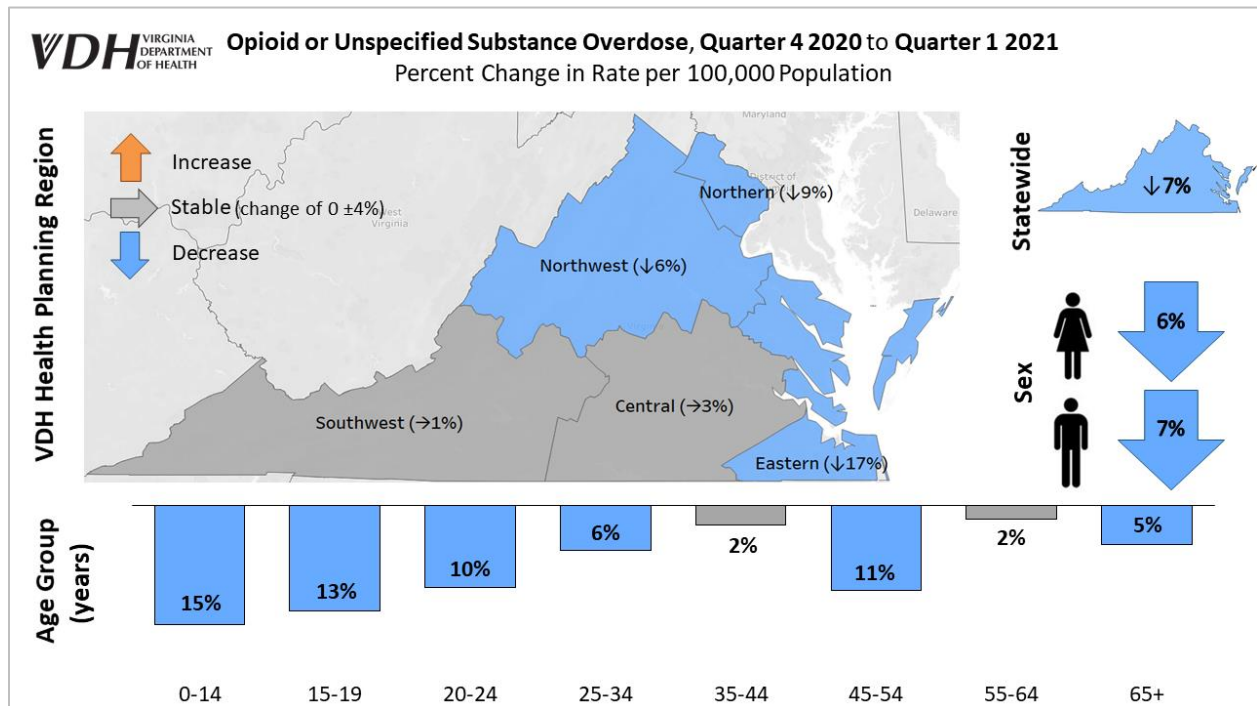 VDH VIRGINIA
DEPARTMENT
OF HEALTH
Opioid or Unspecified Substance Overdose, Quarter 4 2020 to Quarter 1 2021
Percent Change in Rate per 100,000 Population
VDH Health Planning Region
Increase
Stable (change of 0 ±4%)
Decrease
Maryland
District of
Delaware
West
Virginia
Northern (↓9%)
Northwest (↓6%)
Southwest (→1%)
Central (→3%)
Eastern (↓17%)
Statewide
↓7%
Sex
6%
7%
Age Group
(years)
15%
13%
10%
6%
2%
11%
2%
5%
0-14
15-19
20-24
25-34
35-44
45-54
55-64
65+